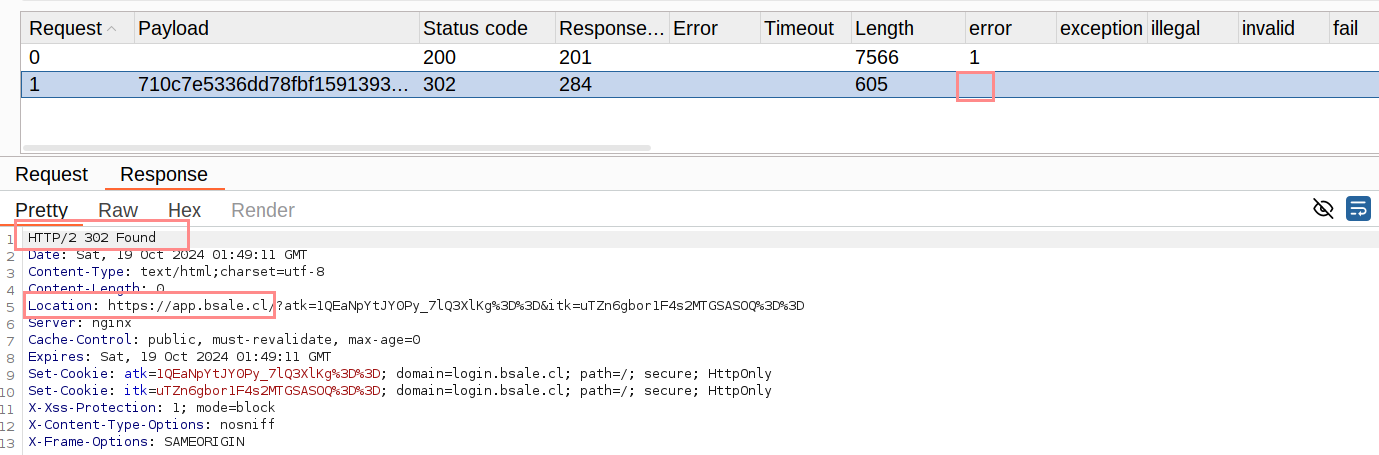 Request Payload Status code Response... Error Timeout Length error exception illegal invalid fail
0 200 201 7566 1
1 710c7e5336dd78fbf1591393... 302 284 605
Request Response
Pretty Raw Hex Render
1 HTTP/2 302 Found
2 Date: Sat, 19 Oct 2024 01:49:11 GMT
3 Content-Type: text/html;charset=utf-8
4 Content-Length: 0
5 Location: https://app.bsale.cl/?atk=1QEaNpYtJYOPy_7lQ3XlKg%3D%3D&itk=uTZn6gbor1F4s2MTGSASOQ%3D%3D
6 Server: nginx
7 Cache-Control: public, must-revalidate, max-age=0
8 Expires: Sat, 19 Oct 2024 01:49:11 GMT
9 Set-Cookie: atk=1QEaNpYtJYOPy_7lQ3XlKg%3D%3D; domain=login.bsale.cl; path=/; secure; HttpOnly
10 Set-Cookie: itk=uTZn6gbor1F4s2MTGSASOQ%3D%3D; domain=login.bsale.cl; path=/; secure; HttpOnly
11 X-Xss-Protection: 1; mode=block
12 X-Content-Type-Options: nosniff
13 X-Frame-Options: SAMEORIGIN